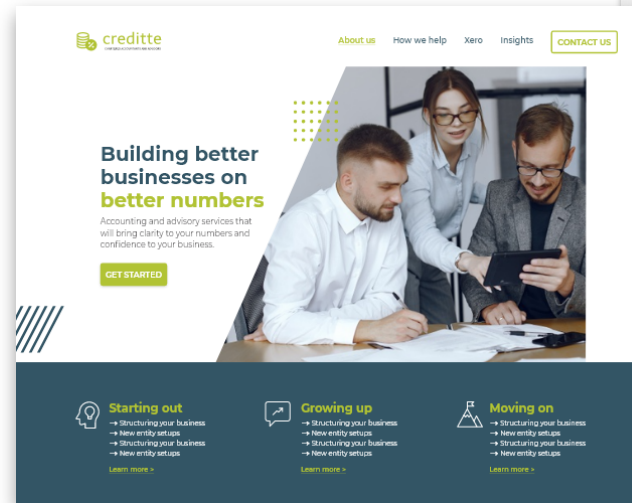 creditte
CHARTERED ACCOUNTANTS AND ADVISORY
About us
How we help
Xero
Insights
CONTACT US
Building better
businesses on
better numbers
Accounting and advisory services that
will bring clarity to your numbers and
confidence to your business.
GET STARTED
Starting out
→ Structuring your business
→ New entity setups
→ Structuring your business
→ New entity setups
Learn more >
Growing up
→ Structuring your business
→ New entity setups
→ Structuring your business
→ New entity setups
Learn more >
Moving on
→ Structuring your business
→ New entity setups
→ Structuring your business
→ New entity setups
Learn more >